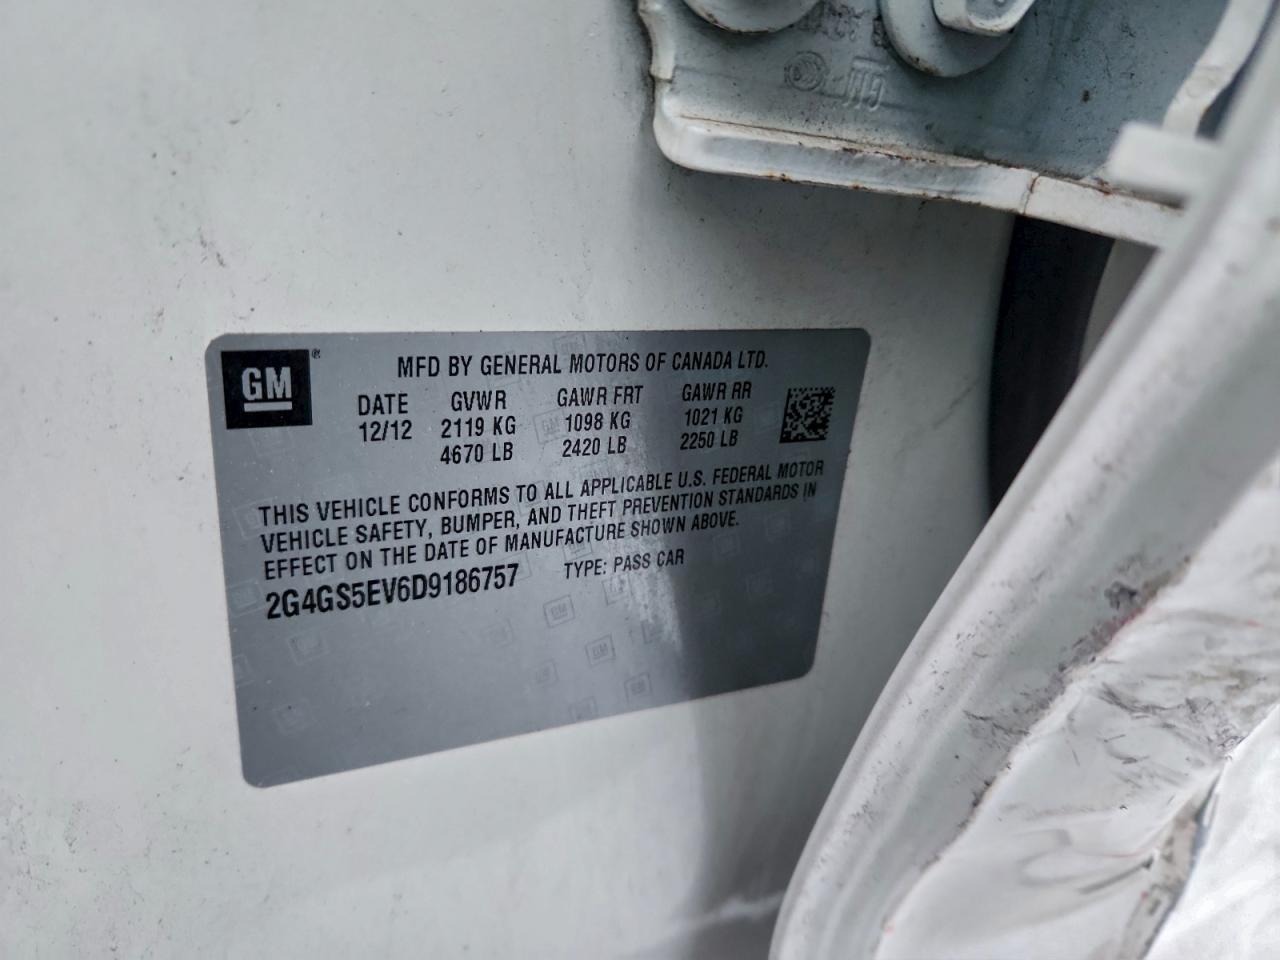 GM ®
MFD BY GENERAL MOTORS OF CANADA LTD.
DATE GVWR GAWR FRT GAWR RR
12/12 2119 KG 1098 KG 1021 KG
4670 LB 2420 LB 2250 LB
THIS VEHICLE CONFORMS TO ALL APPLICABLE U.S. FEDERAL MOTOR
VEHICLE SAFETY, BUMPER, AND THEFT PREVENTION STANDARDS IN
EFFECT ON THE DATE OF MANUFACTURE SHOWN ABOVE.
2G4GS5EV6D9186757 TYPE: PASS CAR